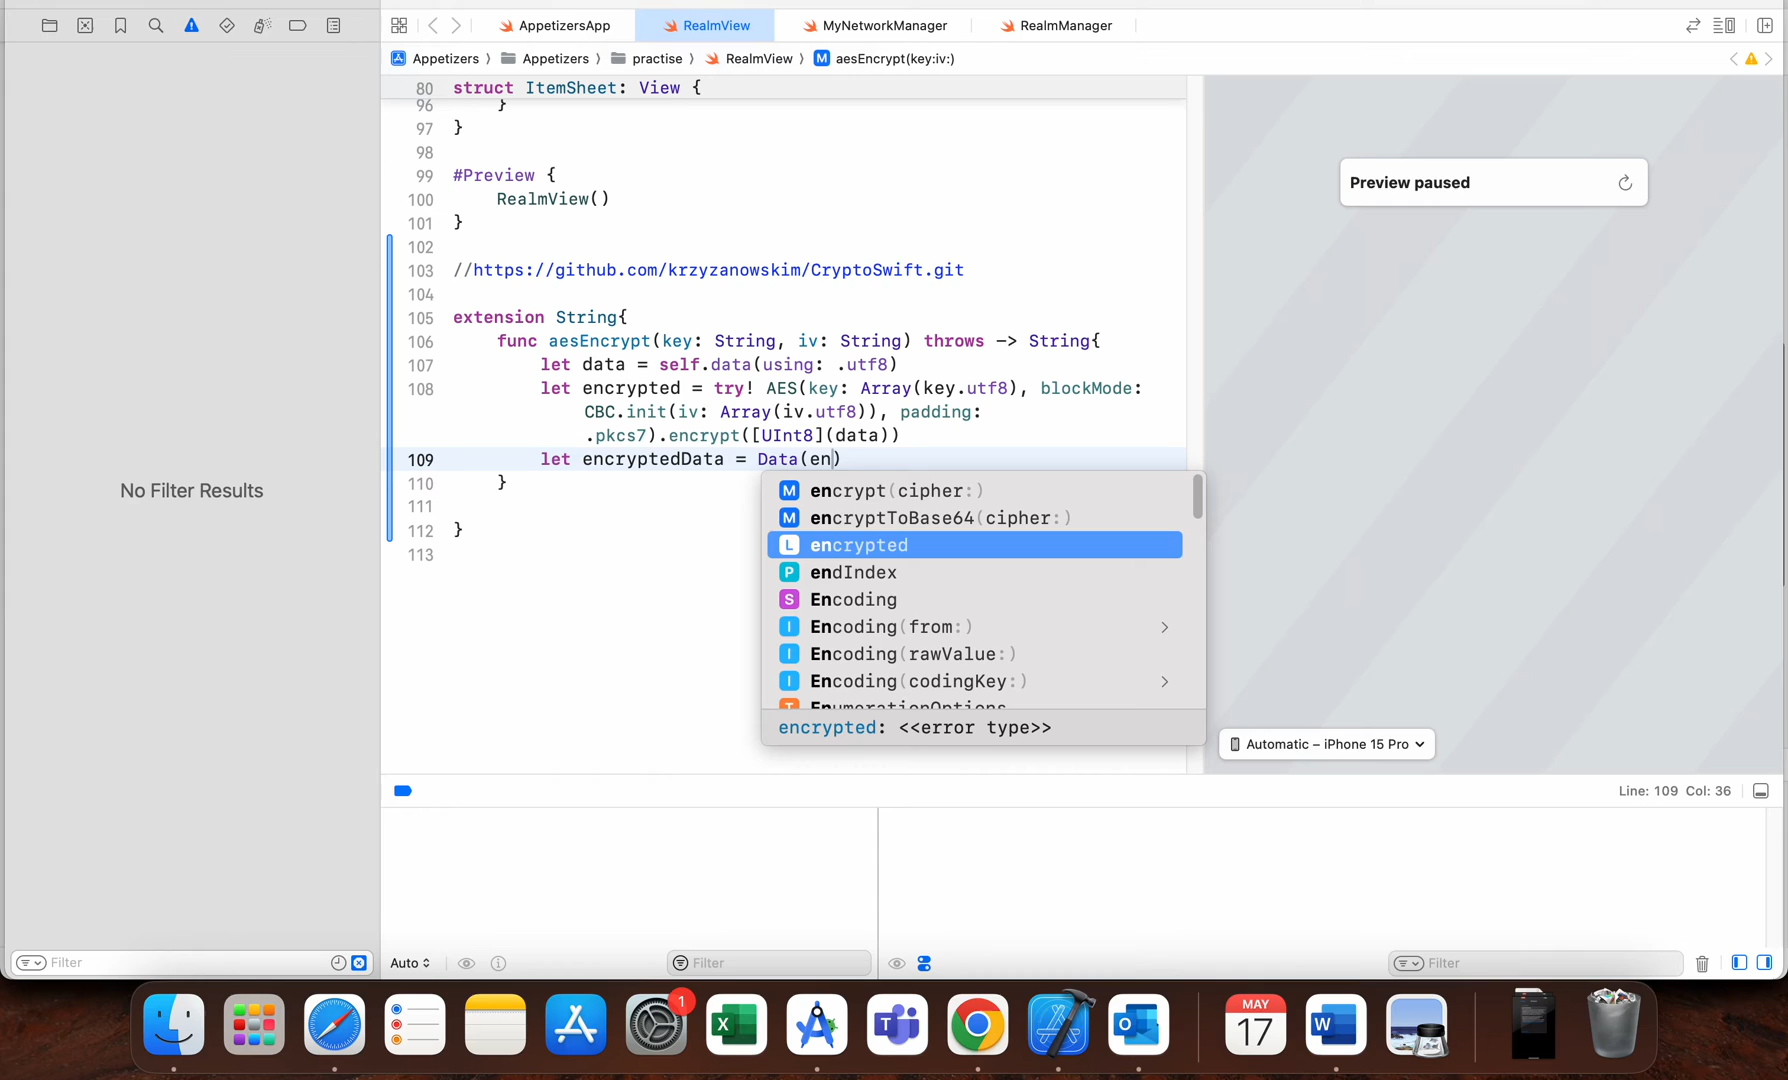 AppetizersApp
RealmView
MyNetworkManager
RealmManager
Appetizers 〉 Appetizers 〉 practise 〉 RealmView 〉 M aesEncrypt(key:iv:)
80 struct ItemSheet: View {
96 }
97 }
98
99 #Preview {
100 RealmView()
101 }
102
103 //https://github.com/krzyzanowskim/CryptoSwift.git
104
105 extension String{
106 func aesEncrypt(key: String, iv: String) throws -> String{
107 let data = self.data(using: .utf8)
108 let encrypted = try! AES(key: Array(key.utf8), blockMode:
CBC.init(iv: Array(iv.utf8)), padding:
.pkcs7).encrypt([UInt8](data))
109 let encryptedData = Data(en)
110 }
111
112 }
113
M encrypt(cipher:)
M encryptToBase64(cipher:)
L encrypted
P endIndex
S Encoding
I Encoding(from:)
I Encoding(rawValue:)
I Encoding(codingKey:)
T EnumerationOptions
encrypted: <<error type>>
No Filter Results
Preview paused
Automatic – iPhone 15 Pro
Line: 109 Col: 36
Filter
Auto
Filter
Filter
1
X
T
O
MAY
17
W